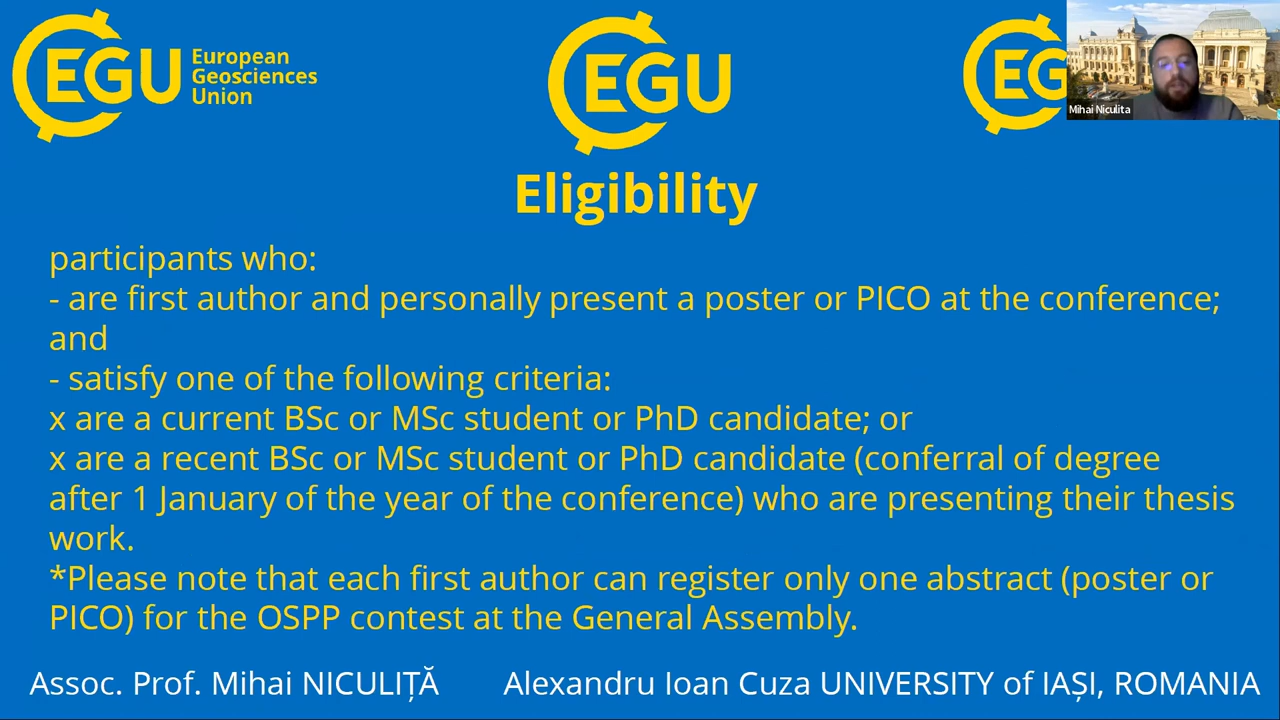 EGU European
Geosciences
Union
EGU
EG
Mihai Niculita
Eligibility
participants who:
- are first author and personally present a poster or PICO at the conference;
and
- satisfy one of the following criteria:
x are a current BSc or MSc student or PhD candidate; or
x are a recent BSc or MSc student or PhD candidate (conferral of degree
after 1 January of the year of the conference) who are presenting their thesis
work.
*Please note that each first author can register only one abstract (poster or
PICO) for the OSPP contest at the General Assembly.
Assoc. Prof. Mihai NICULIȚĂ Alexandru Ioan Cuza UNIVERSITY of IAȘI, ROMANIA